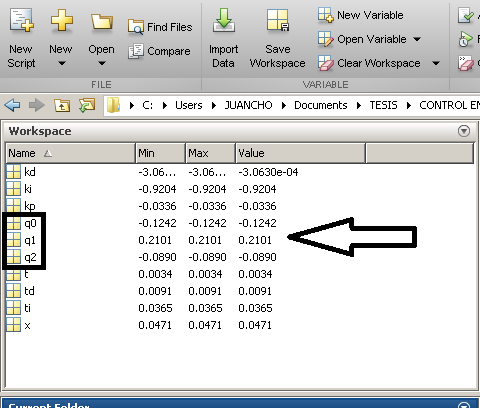 New Script
New
Open
Find Files
Compare
Import Data
Save Workspace
New Variable
Open Variable
Clear Workspace
FILE
VARIABLE
C: Users JUANCHO Documents TESIS CONTROL EN
Workspace
Name Min Max Value
kd -3.06... -3.06... -3.0630e-04
ki -0.9204 -0.9204 -0.9204
kp -0.0336 -0.0336 -0.0336
q0 -0.1242 -0.1242 -0.1242
q1 0.2101 0.2101 0.2101
q2 -0.0890 -0.0890 -0.0890
t 0.0034 0.0034 0.0034
td 0.0091 0.0091 0.0091
ti 0.0365 0.0365 0.0365
x 0.0471 0.0471 0.0471
Current Folder